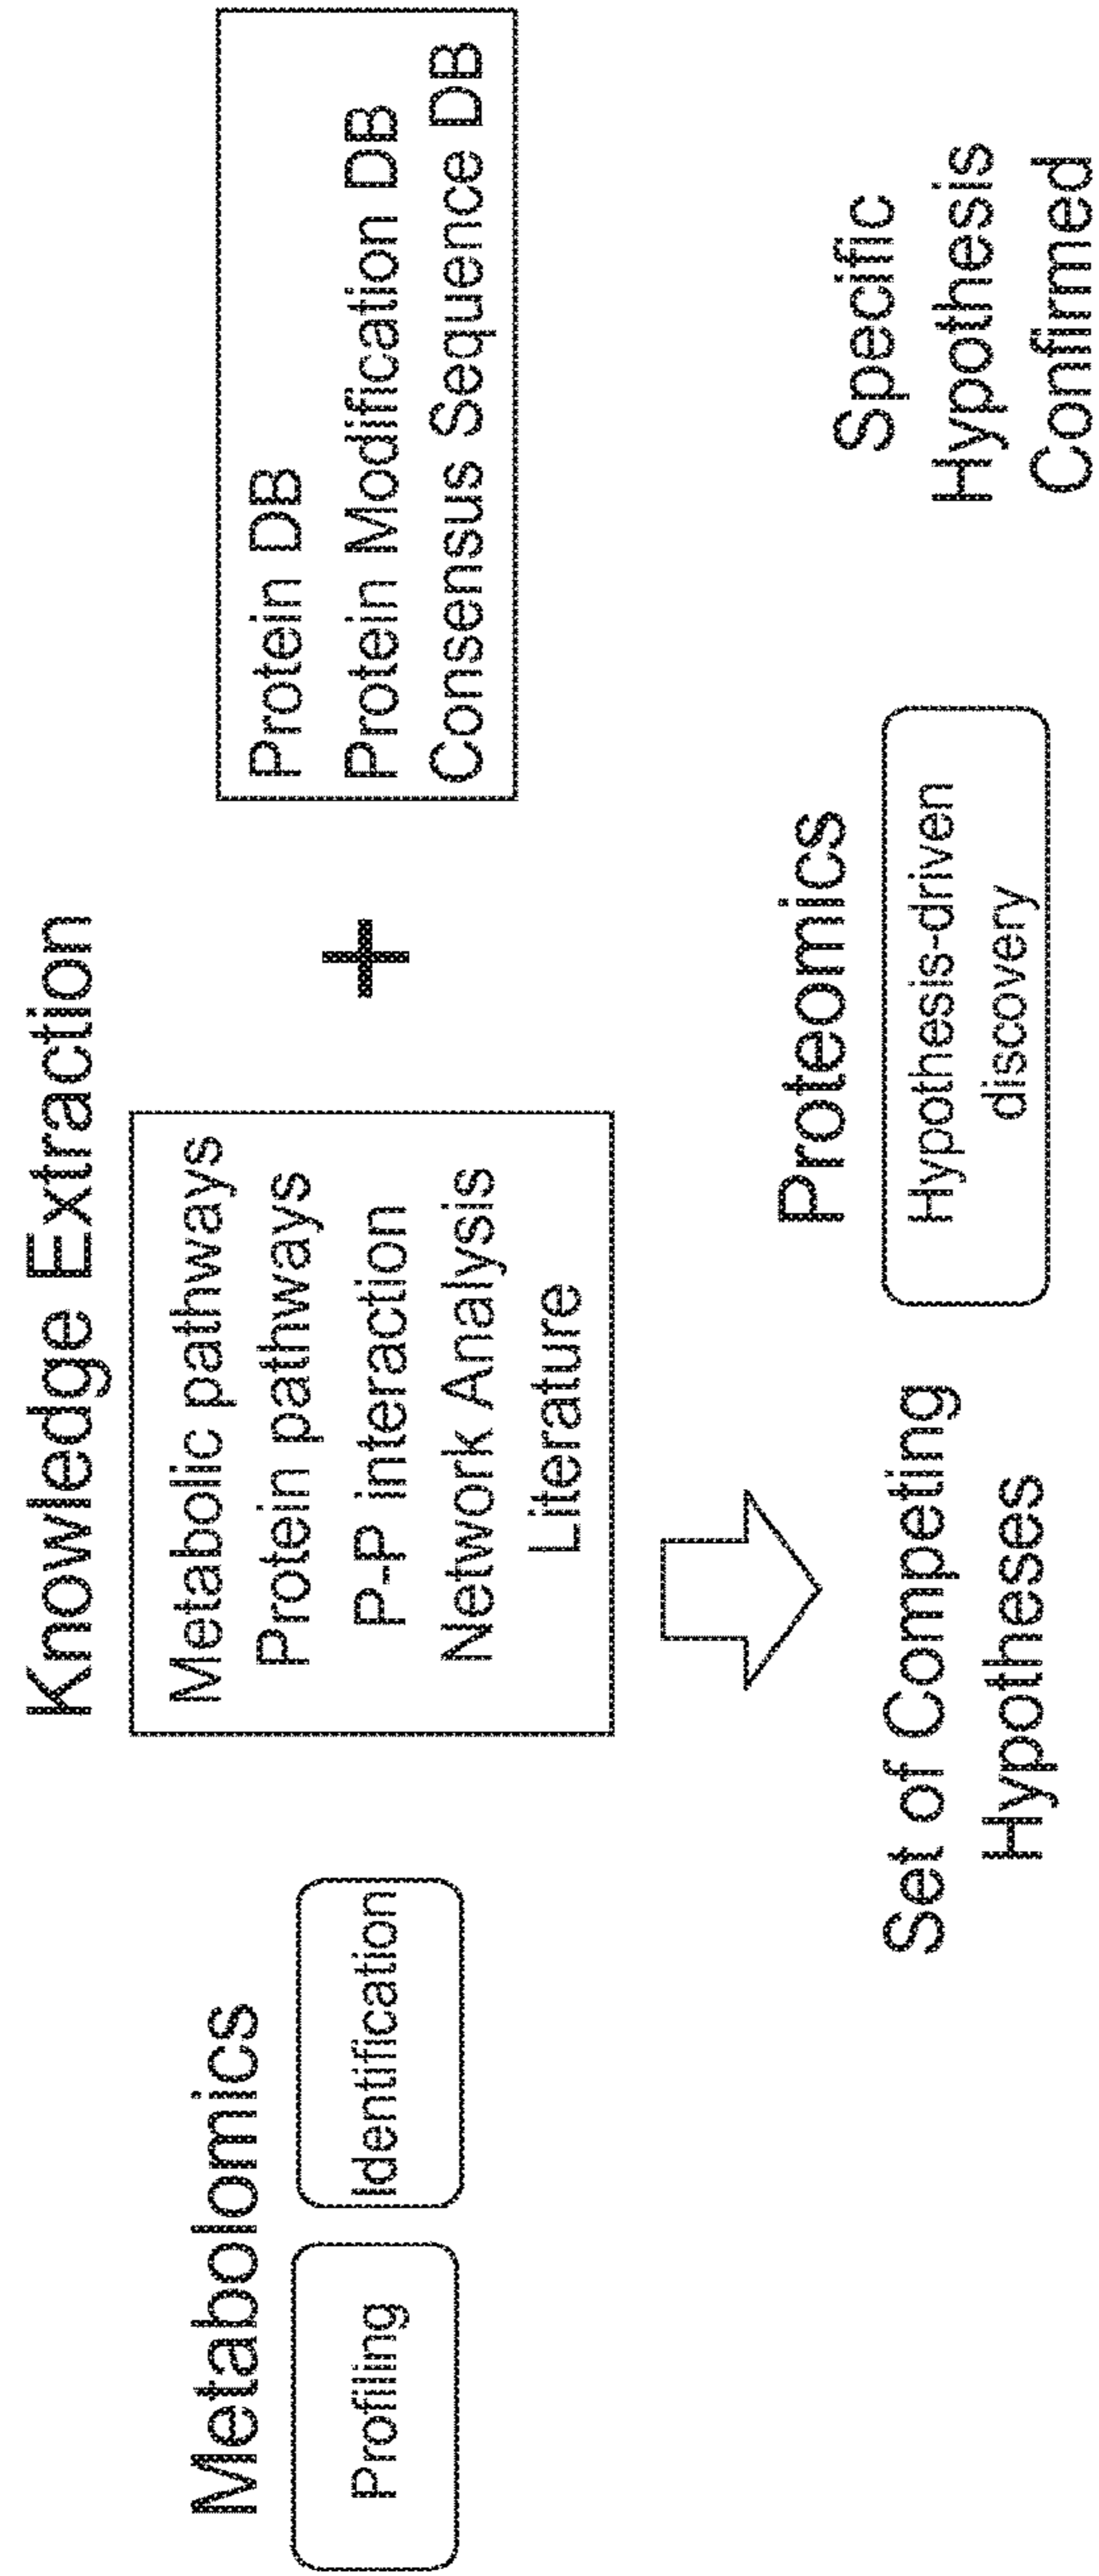 Knowledge Extraction
Metabolomics
Profiling
Identification
Metabolic pathways
Protein pathways
P-P interaction
Network Analysis
Literature
+
Protein DB
Protein Modification DB
Consensus Sequence DB
Set of Competing
Hypotheses
Proteomics
Hypothesis-driven
discovery
Specific
Hypothesis
Confirmed